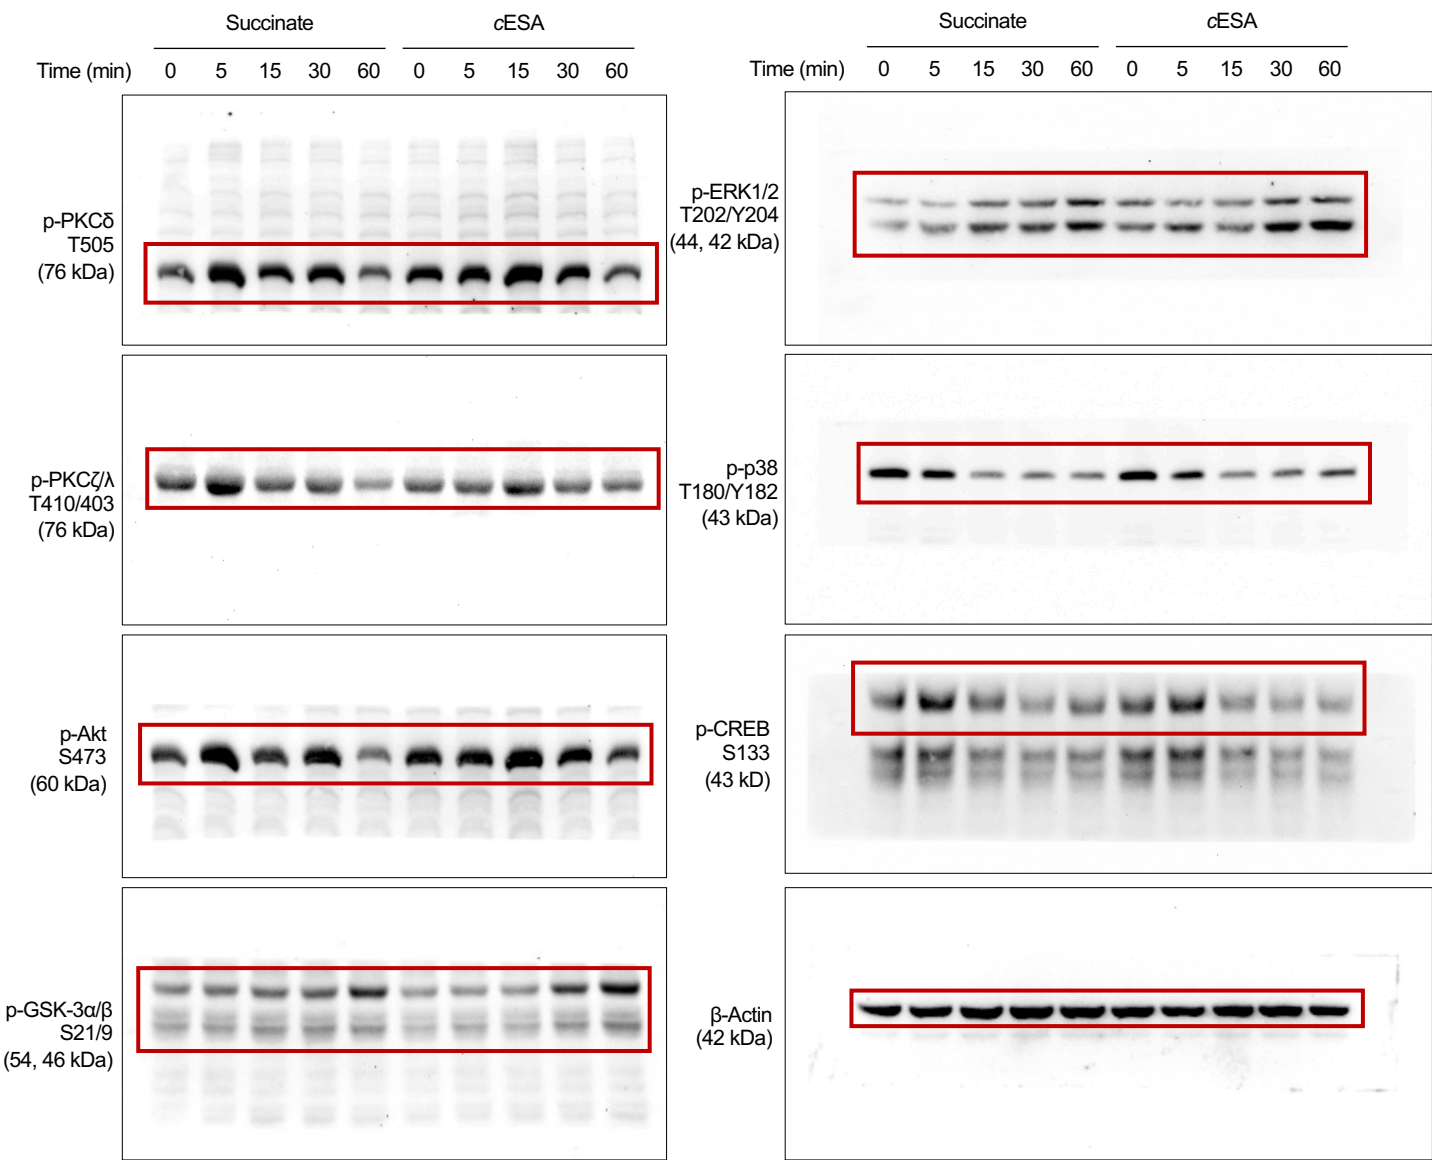 Succinate cESA
Time (min) 0 5 15 30 60 0 5 15 30 60
p-PKCδ
T505
(76 kDa)
p-PKCζ/λ
T410/403
(76 kDa)
p-Akt
S473
(60 kDa)
p-GSK-3α/β
S21/9
(54, 46 kDa)
Succinate cESA
Time (min) 0 5 15 30 60 0 5 15 30 60
p-ERK1/2
T202/Y204
(44, 42 kDa)
p-p38
T180/Y182
(43 kDa)
p-CREB
S133
(43 kD)
β-Actin
(42 kDa)